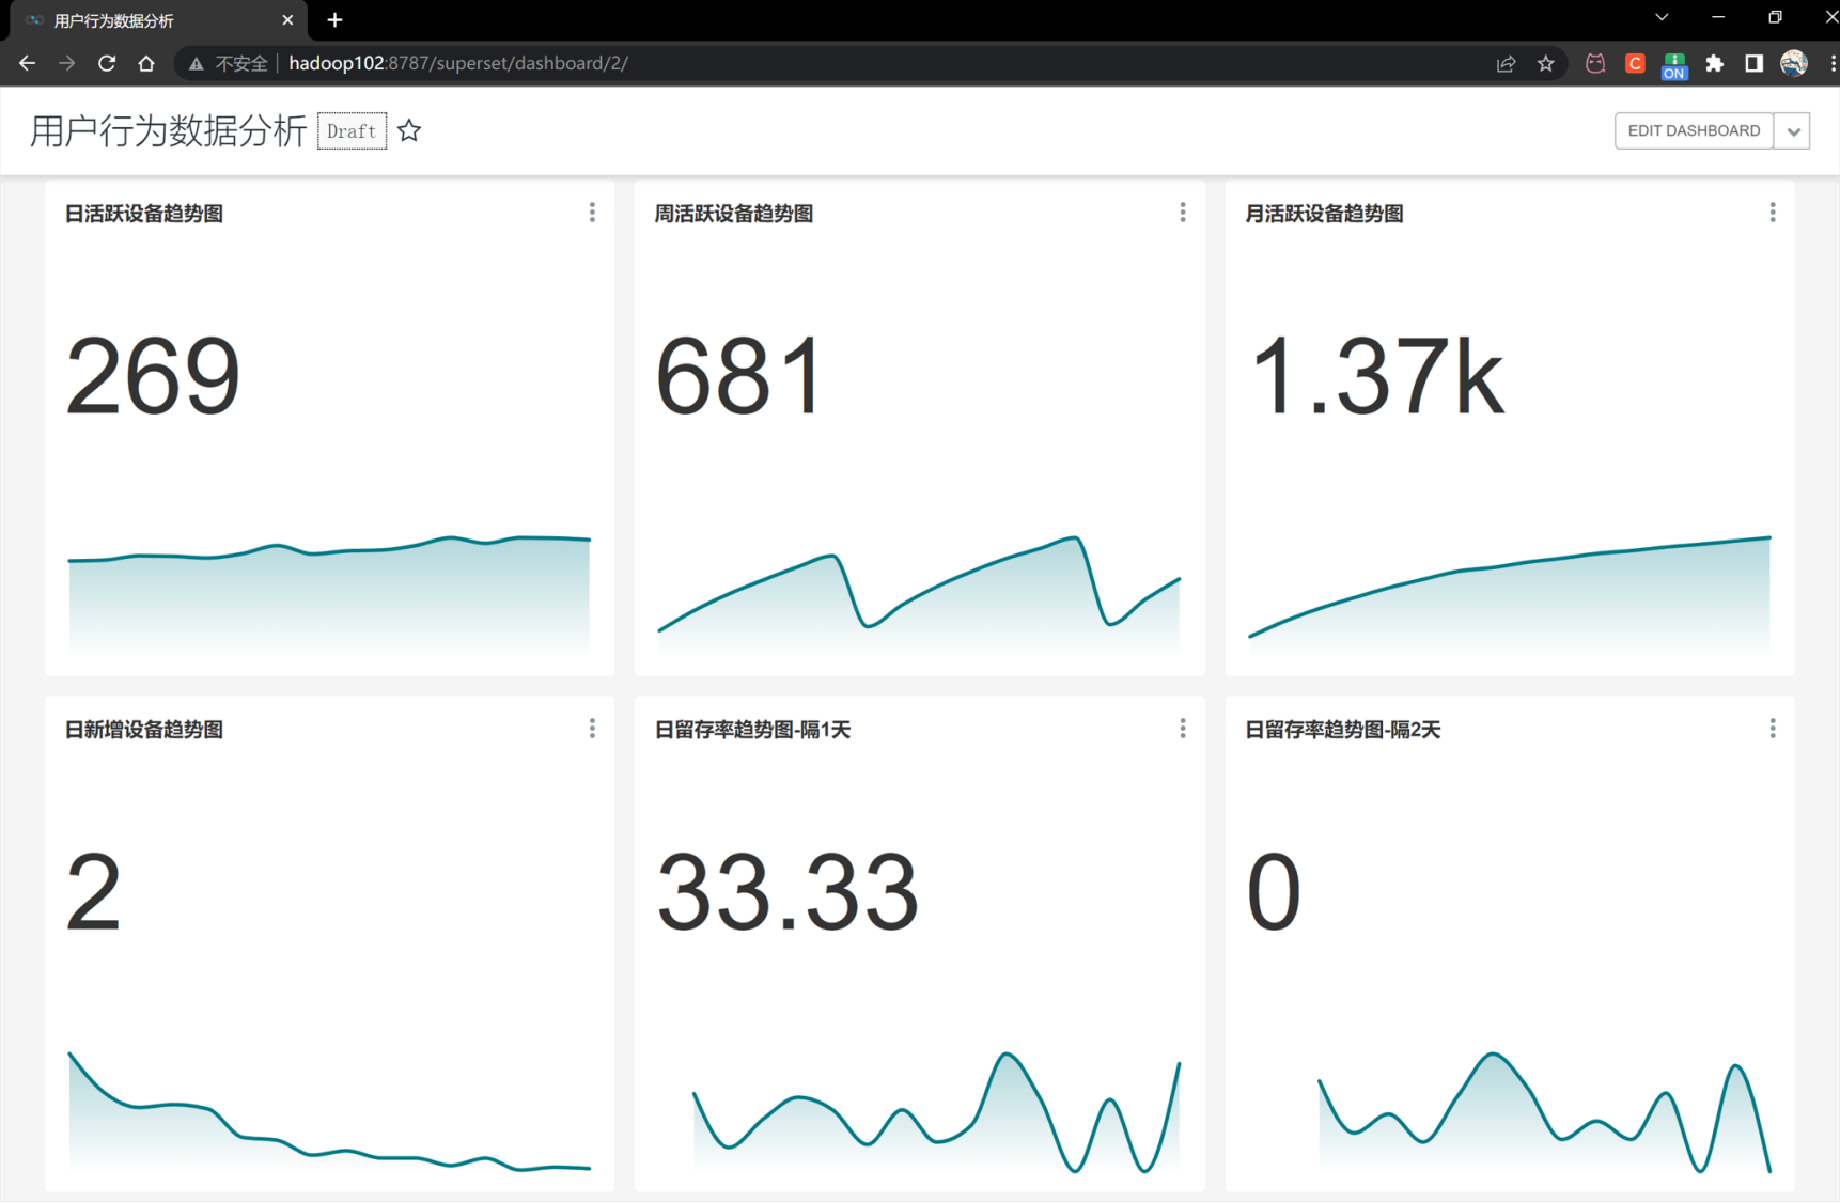 用户行为数据分析
不安全 hadoop102:8787/superset/dashboard/2/
C
ON
用户行为数据分析 Draft EDIT DASHBOARD
日活跃设备趋势图
269
周活跃设备趋势图
681
月活跃设备趋势图
1.37k
日新增设备趋势图
2
日留存率趋势图-隔1天
33.33
日留存率趋势图-隔2天
0